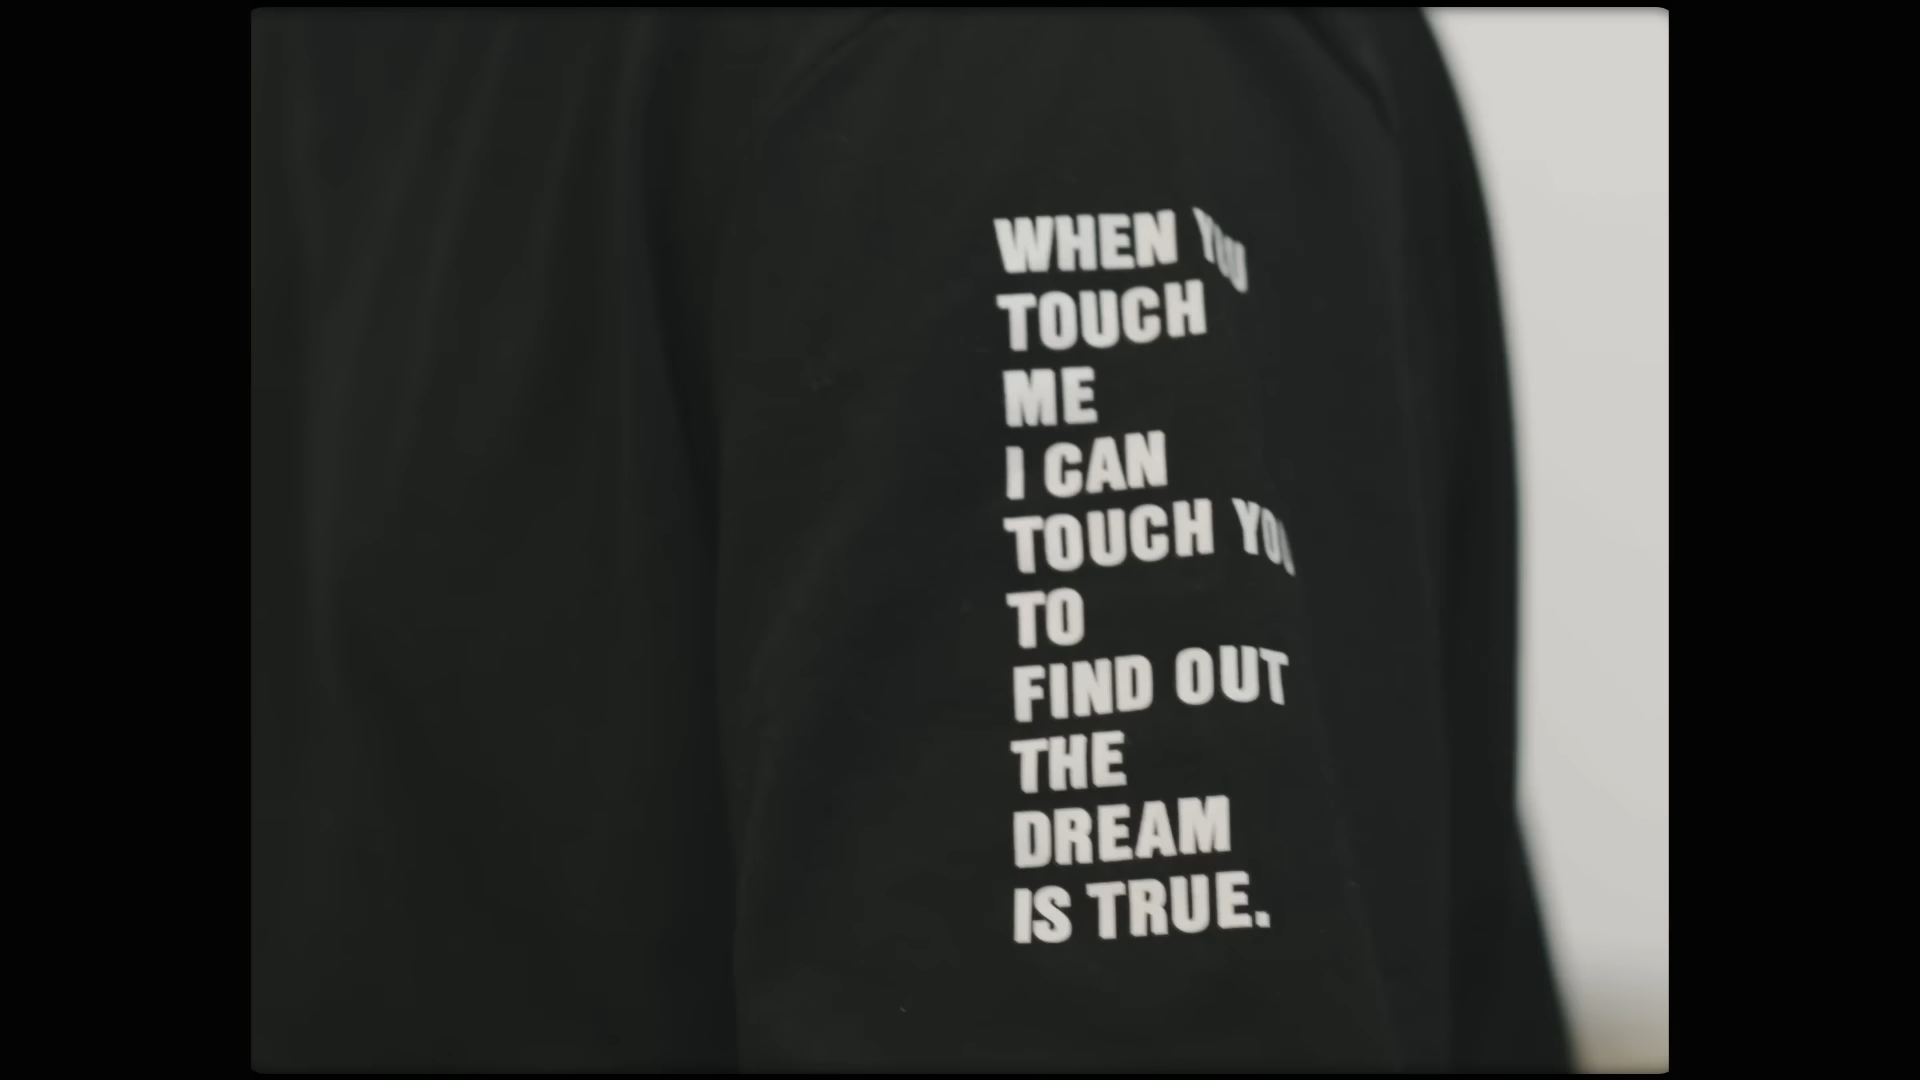 WHEN YOU
TOUCH
ME
I CAN
TOUCH YOU
TO
FIND OUT
THE
DREAM
IS TRUE.